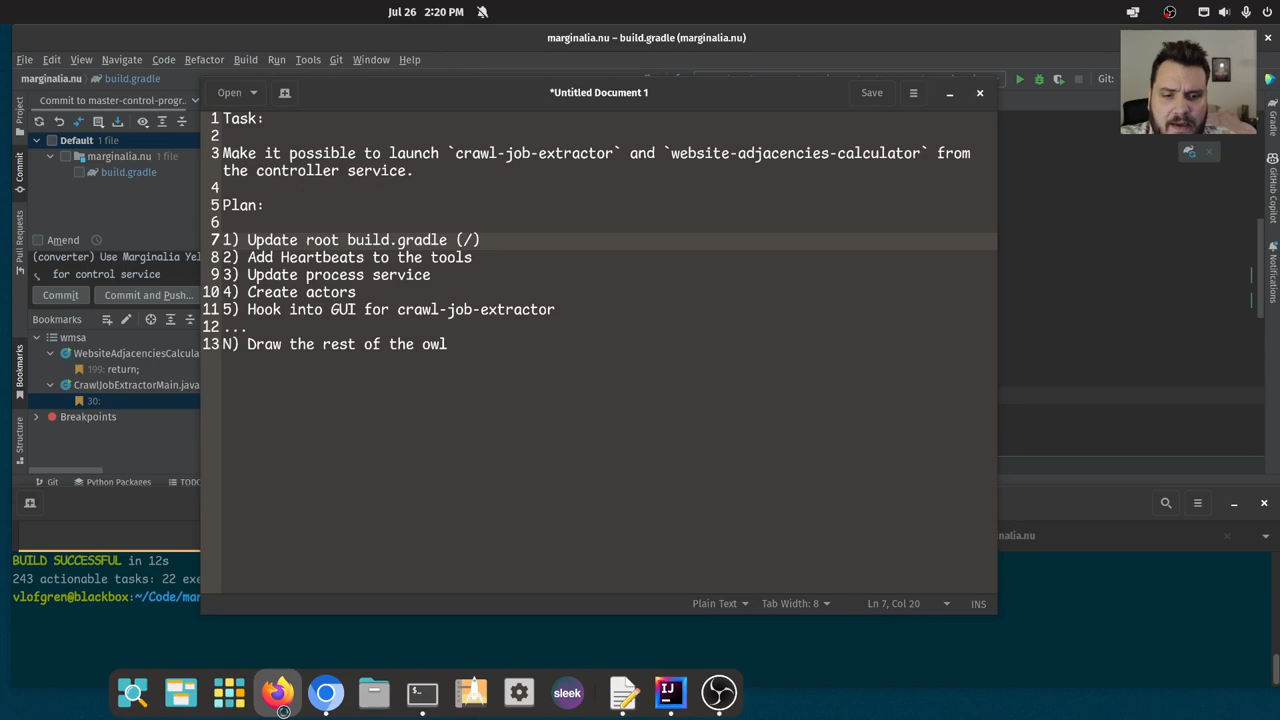 Jul 26 2:20 PM
marginalia.nu – build.gradle (marginalia.nu)
File Edit View Navigate Code Refactor Build Run Tools Git Window Help
marginalia.nu build.gradle
Git:
Commit to master-control-progr...
Project
Commit
Pull Requests
Bookmarks
Structure
Default 1 file
marginalia.nu 1 file
build.gradle
Amend
(converter) Use Marginalia Yel
for control service
Commit Commit and Push...
Bookmarks:
wmsa
WebsiteAdjacenciesCalcula
199: return;
CrawlJobExtractorMain.java
30:
Breakpoints
Git Python Packages TODO
Gradle
GitHub Copilot
Notifications
Open
*Untitled Document 1
Save
1 Task:
2
3 Make it possible to launch `crawl-job-extractor` and `website-adjacencies-calculator` from
the controller service.
4
5 Plan:
6
7 1) Update root build.gradle (/)
8 2) Add Heartbeats to the tools
9 3) Update process service
10 4) Create actors
11 5) Hook into GUI for crawl-job-extractor
12 ...
13 N) Draw the rest of the owl
Plain Text Tab Width: 8 Ln 7, Col 20 INS
nalia.nu
BUILD SUCCESSFUL in 12s
243 actionable tasks: 22 exe
vlofgren@blackbox:~/Code/mar
sleek